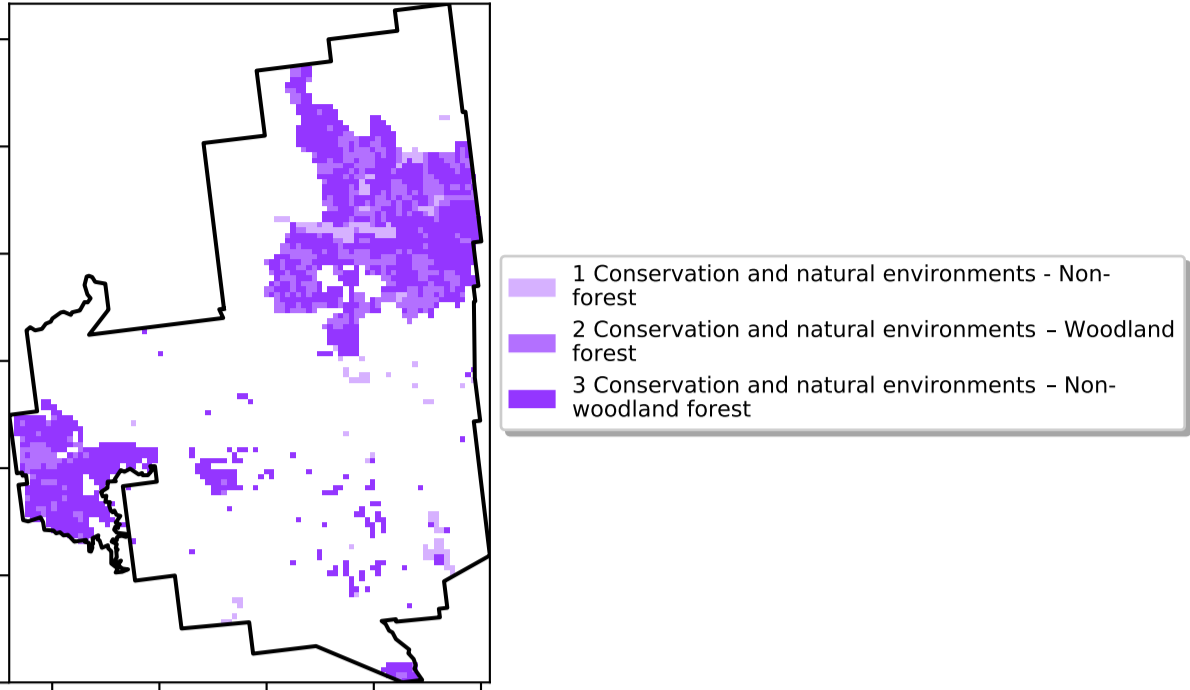 1 Conservation and natural environments - Non-
forest
2 Conservation and natural environments – Woodland
forest
3 Conservation and natural environments – Non-
woodland forest